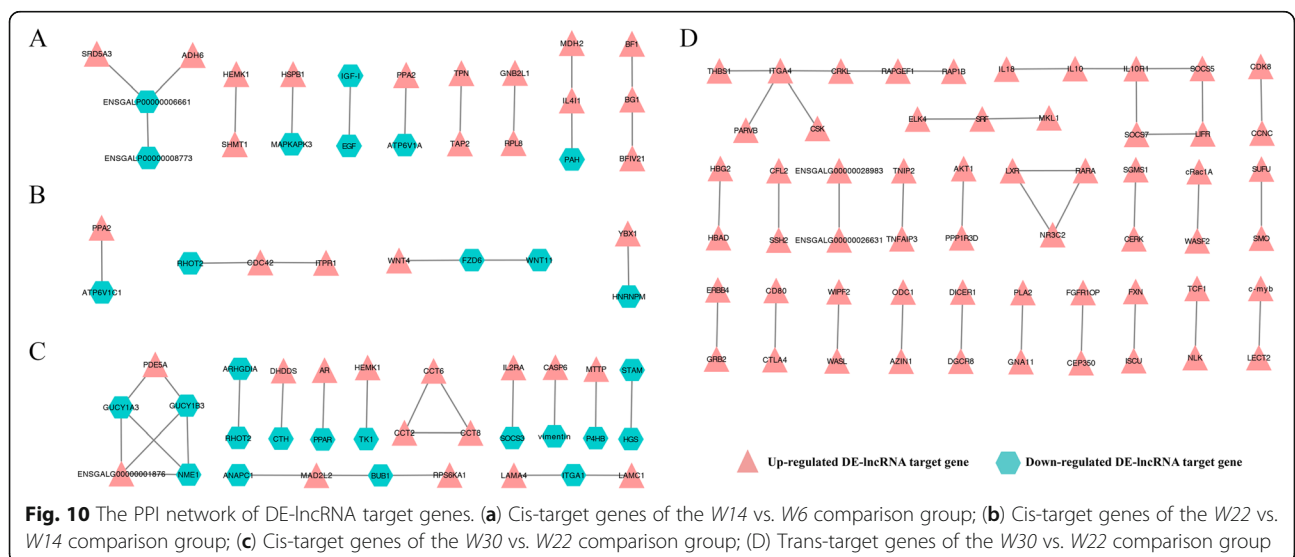 A
SRD5A3
ADH6
ENSGALP00000006661
ENSGALP00000008773
HEMK1
SHMT1
HSPB1
MAPKAPK3
IGF-I
EGF
PPA2
ATP6V1A
TPN
TAP2
GNB2L1
RPL8
MDH2
IL4I1
PAH
BF1
BG1
BFIV21
B
PPA2
ATP6V1C1
RHOT2
CDC42
ITPR1
WNT4
FZD6
WNT11
YBX1
HNRNPM
C
PDE5A
GUCY1A3
GUCY1B3
ENSGALG00000001876
NME1
ARHGDIA
RHOT2
DHDDS
CTH
AR
PPAR
HEMK1
TK1
CCT6
CCT2
CCT8
IL2RA
SOCS3
CASP6
vimentin
MTTP
P4HB
STAM
HGS
ANAPC1
MAD2L2
BUB1
RPS6KA1
LAMA4
ITGA1
LAMC1
D
THBS1
ITGA4
CRKL
RAPGEF1
RAP1B
PARVB
CSK
IL18
IL10
IL10R1
SOCS5
SOCS7
LIFR
CDK8
CCNC
ELK4
SRF
MKL1
HBG2
HBAD
CFL2
SSH2
ENSGALG00000028983
ENSGALG00000026631
TNIP2
TNFAIP3
AKT1
PPP1R3D
LXR
RARA
NR3C2
SGMS1
CERK
cRac1A
WASF2
SUFU
SMO
ERBB4
GRB2
CD80
CTLA4
WIPF2
WASL
ODC1
AZIN1
DICER1
DGCR8
PLA2
GNA11
FGFR1OP
CEP350
FXN
ISCU
TCF1
NLK
c-myb
LECT2
Up-regulated DE-lncRNA target gene
Down-regulated DE-lncRNA target gene
Fig. 10 The PPI network of DE-lncRNA target genes. (a) Cis-target genes of the W14 vs. W6 comparison group; (b) Cis-target genes of the W22 vs.
W14 comparison group; (c) Cis-target genes of the W30 vs. W22 comparison group; (D) Trans-target genes of the W30 vs. W22 comparison group